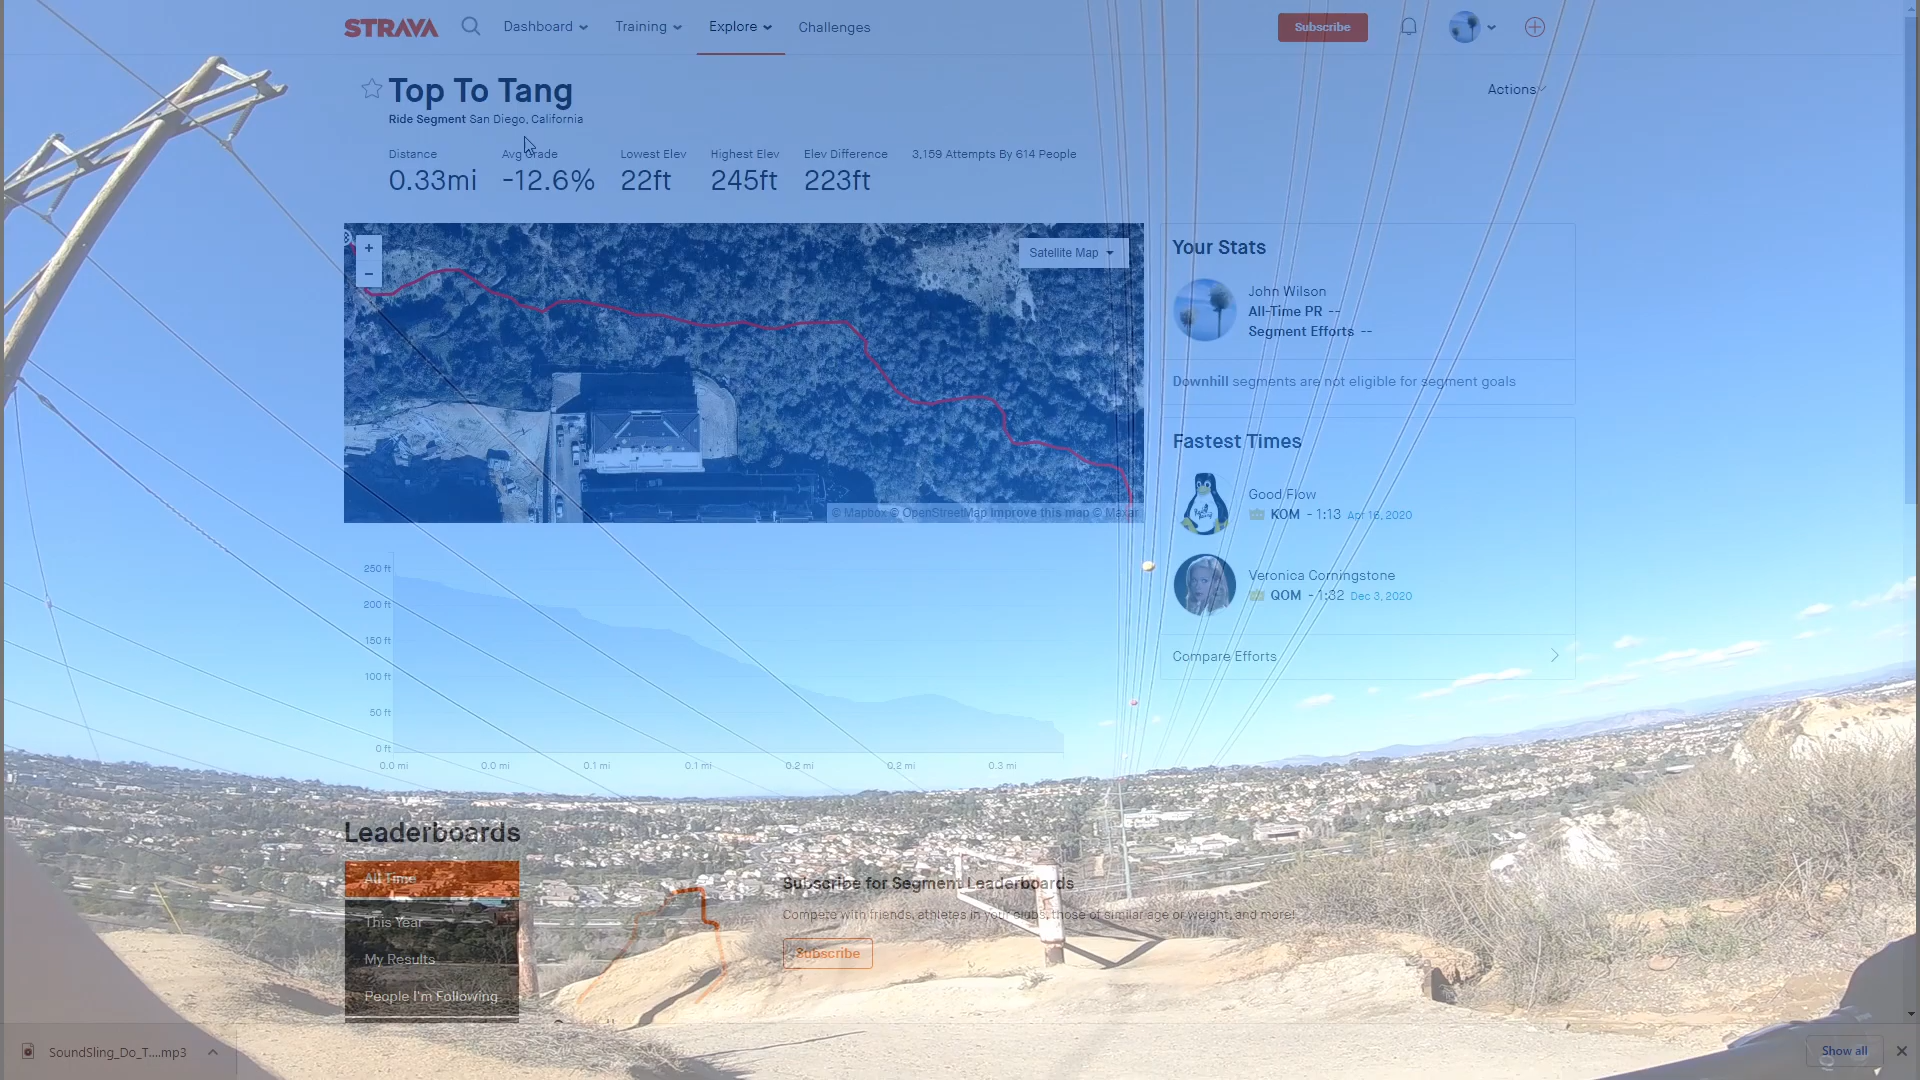 STRAVA
Dashboard
Training
Explore
Challenges
Subscribe
Top To Tang
Actions
Ride Segment San Diego, California
Distance
0.33mi
Avg Grade
-12.6%
Lowest Elev
22ft
Highest Elev
245ft
Elev Difference
223ft
3,159 Attempts By 614 People
+
−
Satellite Map
© Mapbox © OpenStreetMap Improve this map © Maxar
Your Stats
John Wilson
All-Time PR --
Segment Efforts --
Downhill segments are not eligible for segment goals
Fastest Times
Good Flow
KOM - 1:13 Apr 16, 2020
Veronica Corningstone
QOM - 1:32 Dec 3, 2020
Compare Efforts
250 ft
200 ft
150 ft
100 ft
50 ft
0 ft
0.0 mi
0.0 mi
0.1 mi
0.1 mi
0.2 mi
0.2 mi
0.3 mi
Leaderboards
All Time
This Year
My Results
People I'm Following
Subscribe for Segment Leaderboards
Compete with friends, athletes in your clubs, those of similar age or weight, and more!
Subscribe
SoundSling_Do_T....mp3
Show all